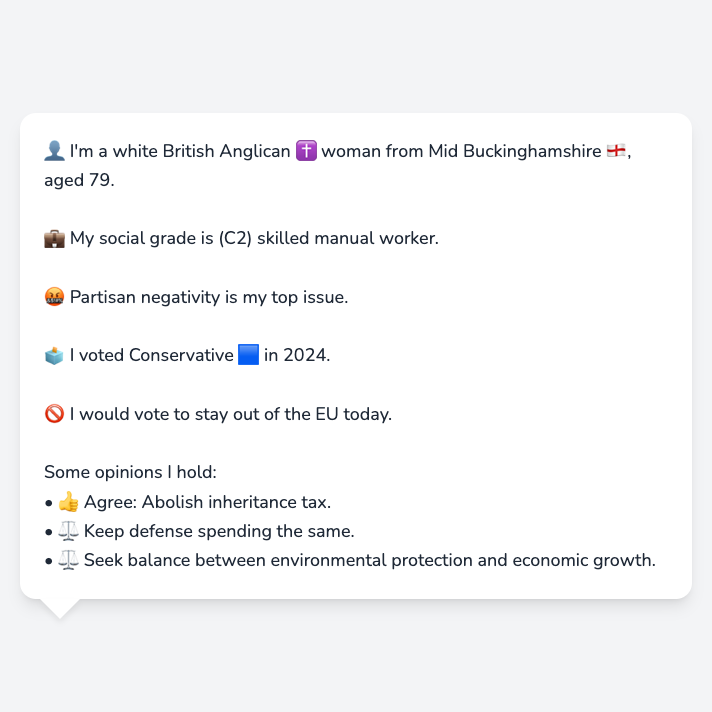 👤 I'm a white British Anglican ✝️ woman from Mid Buckinghamshire 🏴󠁧󠁢󠁥󠁮󠁧󠁿,
aged 79.
💼 My social grade is (C2) skilled manual worker.
🤬 Partisan negativity is my top issue.
🗳️ I voted Conservative 🟦 in 2024.
🚫 I would vote to stay out of the EU today.
Some opinions I hold:
• 👍 Agree: Abolish inheritance tax.
• ⚖️ Keep defense spending the same.
• ⚖️ Seek balance between environmental protection and economic growth.